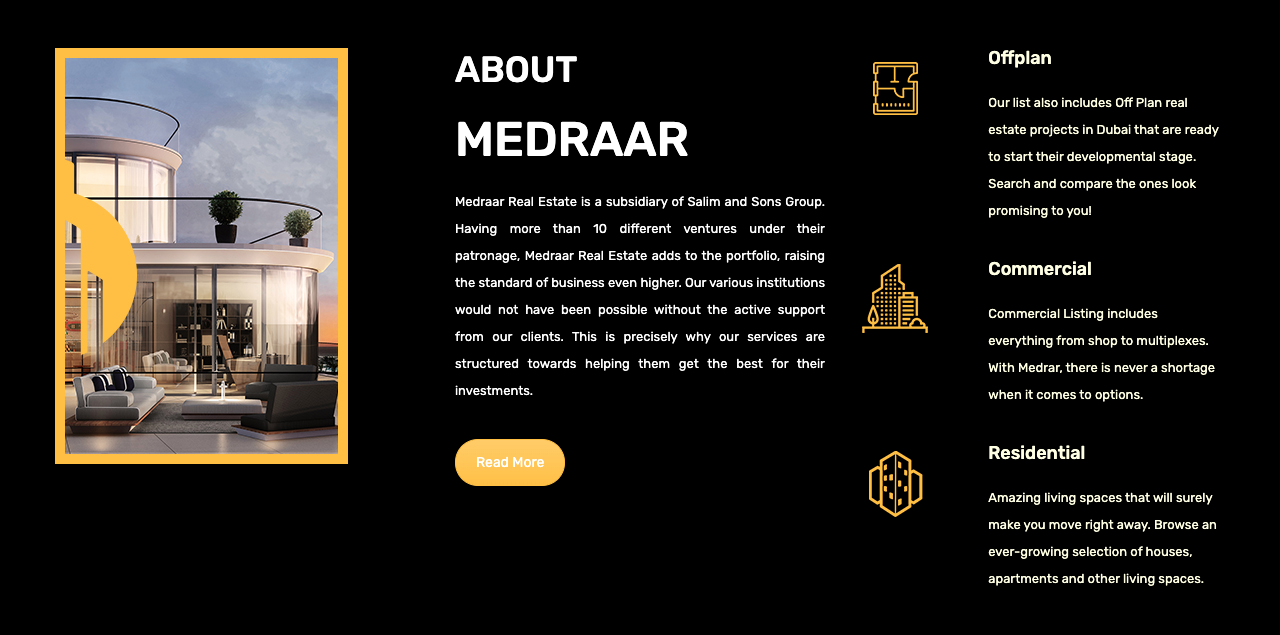 ABOUT
MEDRAAR
Medraar Real Estate is a subsidiary of Salim and Sons Group.
Having more than 10 different ventures under their
patronage, Medraar Real Estate adds to the portfolio, raising
the standard of business even higher. Our various institutions
would not have been possible without the active support
from our clients. This is precisely why our services are
structured towards helping them get the best for their
investments.
Read More
Offplan
Our list also includes Off Plan real
estate projects in Dubai that are ready
to start their developmental stage.
Search and compare the ones look
promising to you!
Commercial
Commercial Listing includes
everything from shop to multiplexes.
With Medrar, there is never a shortage
when it comes to options.
Residential
Amazing living spaces that will surely
make you move right away. Browse an
ever-growing selection of houses,
apartments and other living spaces.